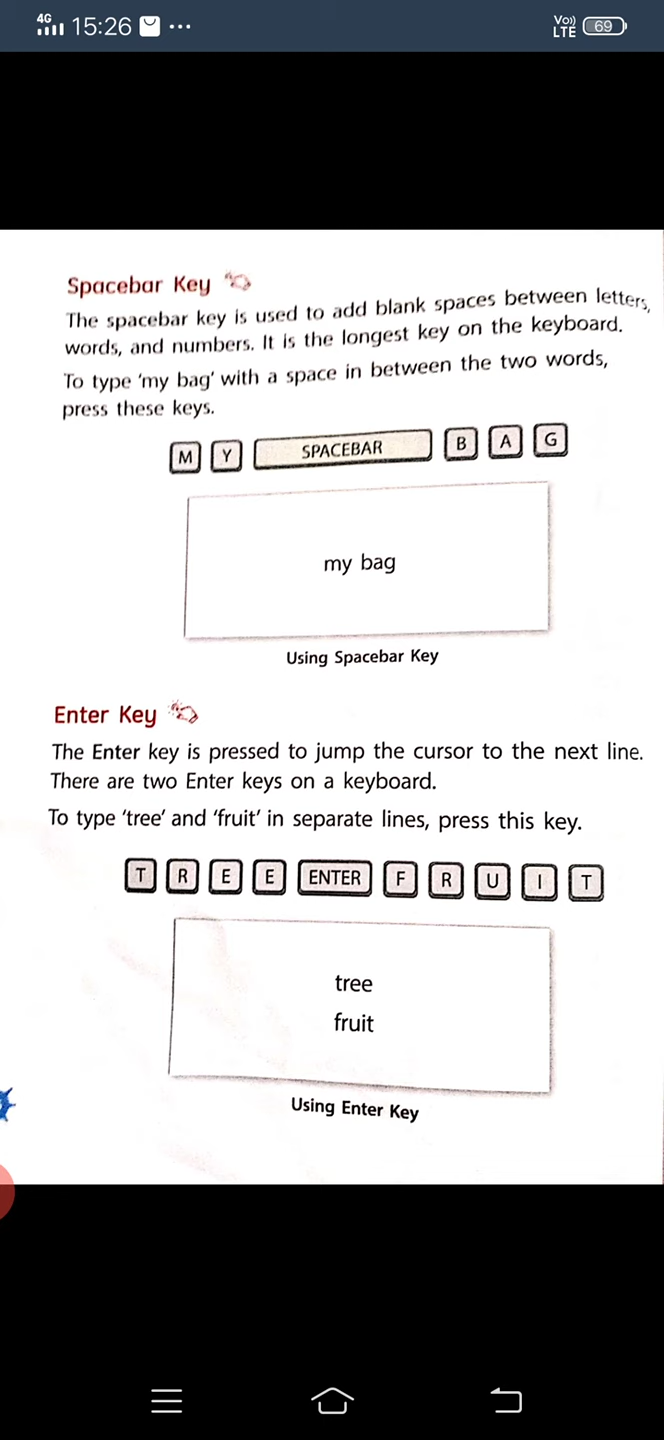 4G 15:26 ••• Vo)) LTE 69
Spacebar Key
The spacebar key is used to add blank spaces between letters,
words, and numbers. It is the longest key on the keyboard.
To type ‘my bag’ with a space in between the two words,
press these keys.
M Y SPACEBAR B A G
my bag
Using Spacebar Key
Enter Key
The Enter key is pressed to jump the cursor to the next line.
There are two Enter keys on a keyboard.
To type ‘tree’ and ‘fruit’ in separate lines, press this key.
T R E E ENTER F R U I T
tree
fruit
Using Enter Key